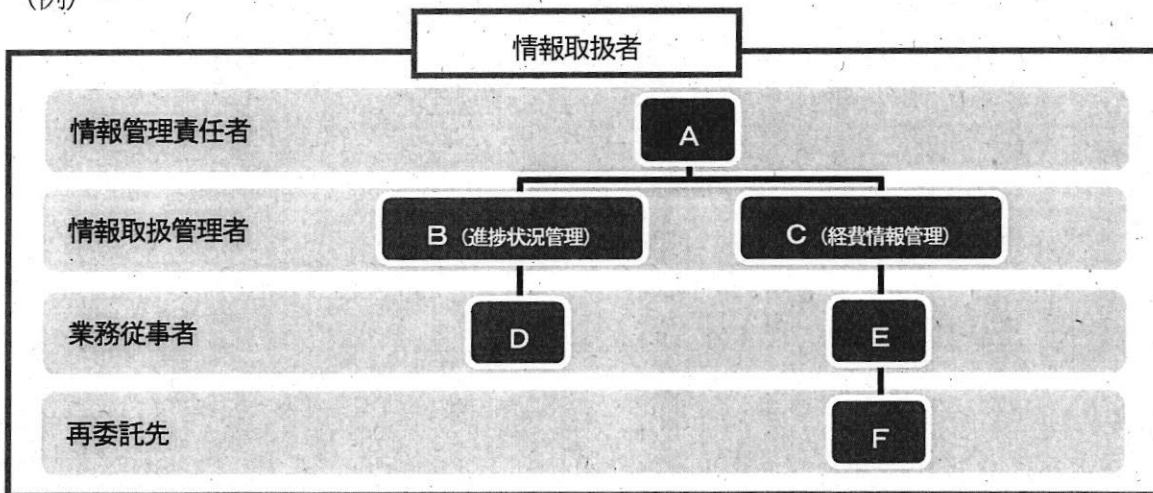 (例)
情報取扱者
情報管理責任者
A
情報取扱管理者
B (進捗状況管理)
C (経費情報管理)
業務従事者
D
E
再委託先
F